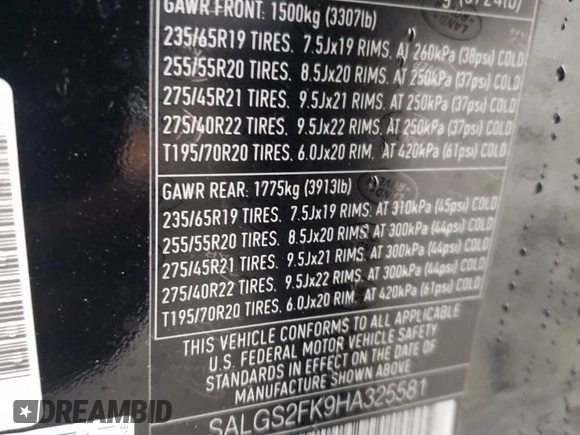 GAWR FRONT: 1500kg (3307lb)
235/65R19 TIRES. 7.5Jx19 RIMS. AT 260kPa (38psi) COLD
255/55R20 TIRES. 8.5Jx20 RIMS. AT 250kPa (37psi) COLD
275/45R21 TIRES. 9.5Jx21 RIMS. AT 250kPa (37psi) COLD
275/40R22 TIRES. 9.5Jx22 RIMS. AT 250kPa (37psi) COLD
T195/70R20 TIRES. 6.0Jx20 RIM. AT 420kPa (61psi) COLD
GAWR REAR: 1775kg (3913lb)
235/65R19 TIRES. 7.5Jx19 RIMS. AT 310kPa (45psi) COLD
255/55R20 TIRES. 8.5Jx20 RIMS. AT 300kPa (44psi) COLD
275/45R21 TIRES. 9.5Jx21 RIMS. AT 300kPa (44psi) COLD
275/40R22 TIRES. 9.5Jx22 RIMS. AT 300kPa (44psi) COLD
T195/70R20 TIRES. 6.0Jx20 RIM. AT 420kPa (61psi) COLD
THIS VEHICLE CONFORMS TO ALL APPLICABLE
U.S. FEDERAL MOTOR VEHICLE SAFETY
STANDARDS IN EFFECT ON THE DATE OF
MANUFACTURE SHOWN ABOVE
SALGS2FK9HA325581
DREAMBID